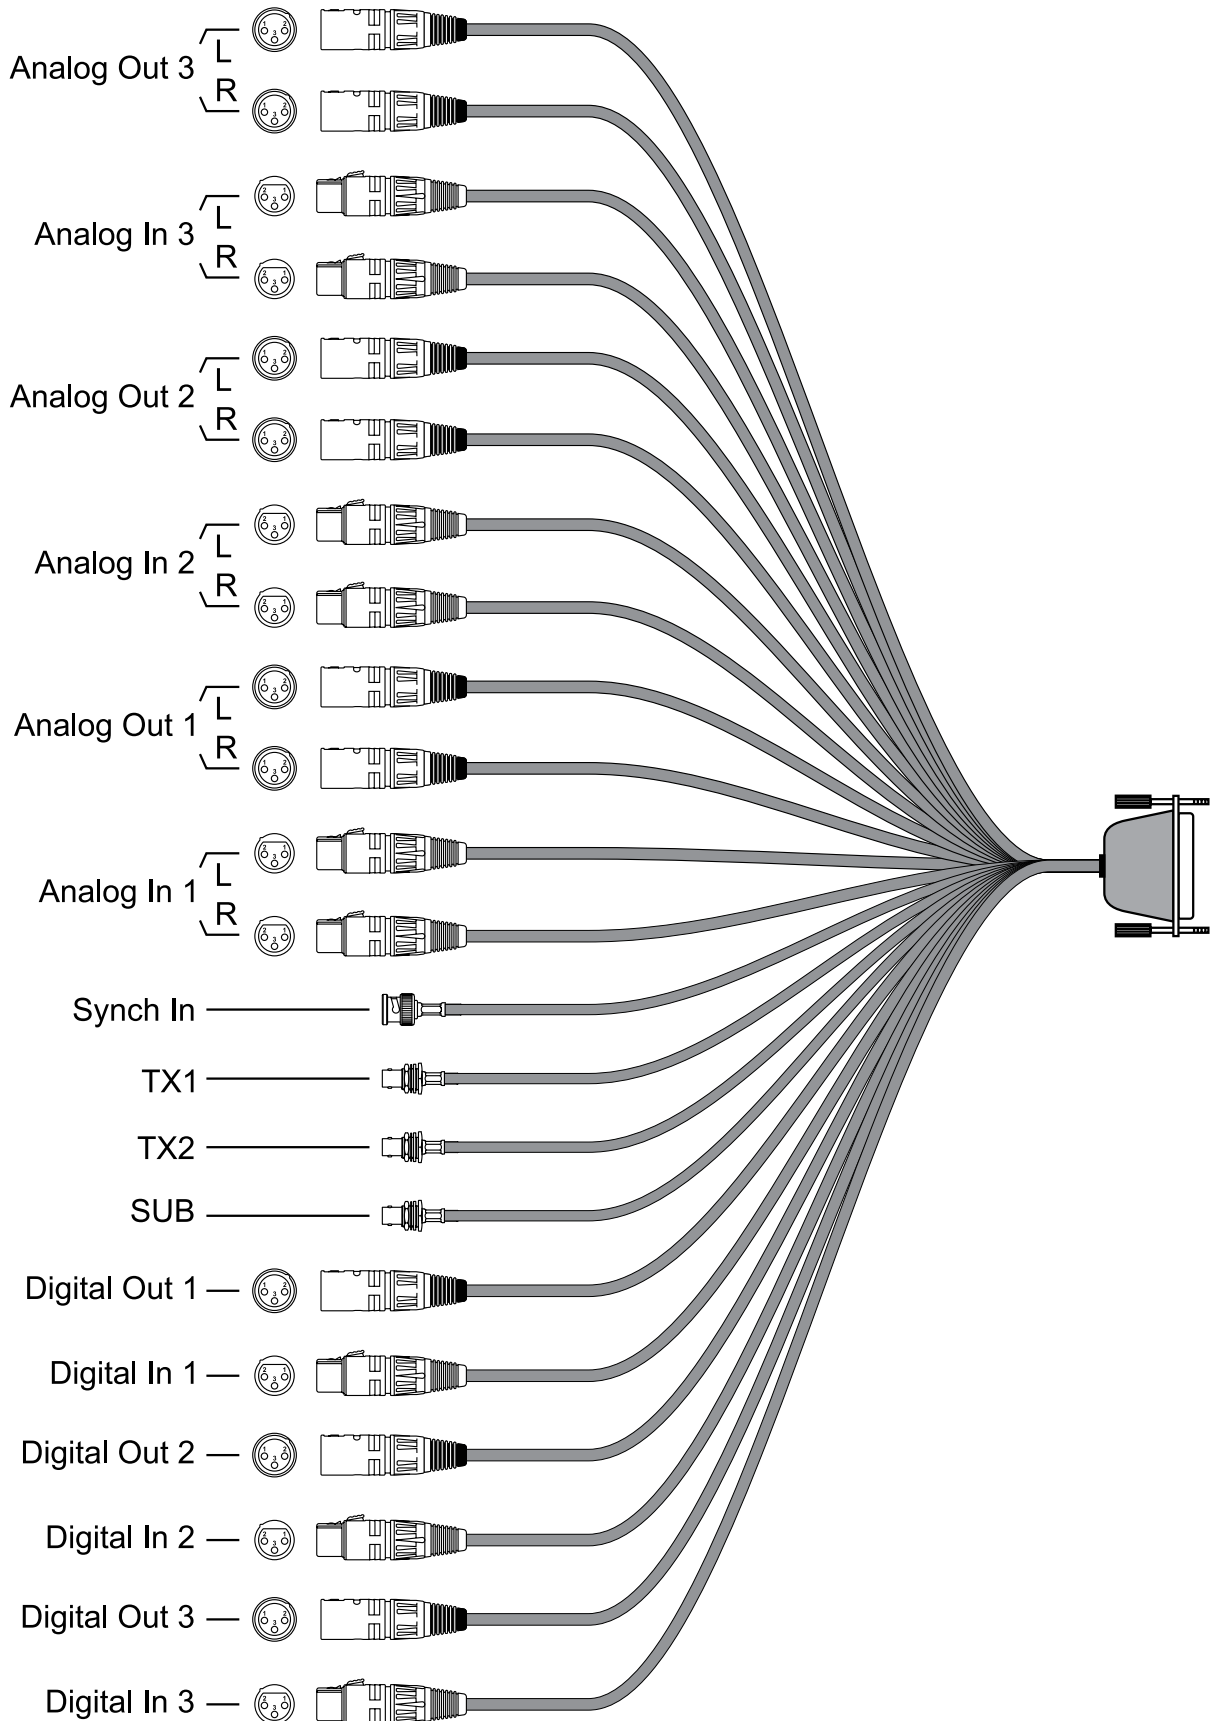 Analog Out 3 L
R
Analog In 3 L
R
Analog Out 2 L
R
Analog In 2 L
R
Analog Out 1 L
R
Analog In 1 L
R
Synch In
TX1
TX2
SUB
Digital Out 1
Digital In 1
Digital Out 2
Digital In 2
Digital Out 3
Digital In 3